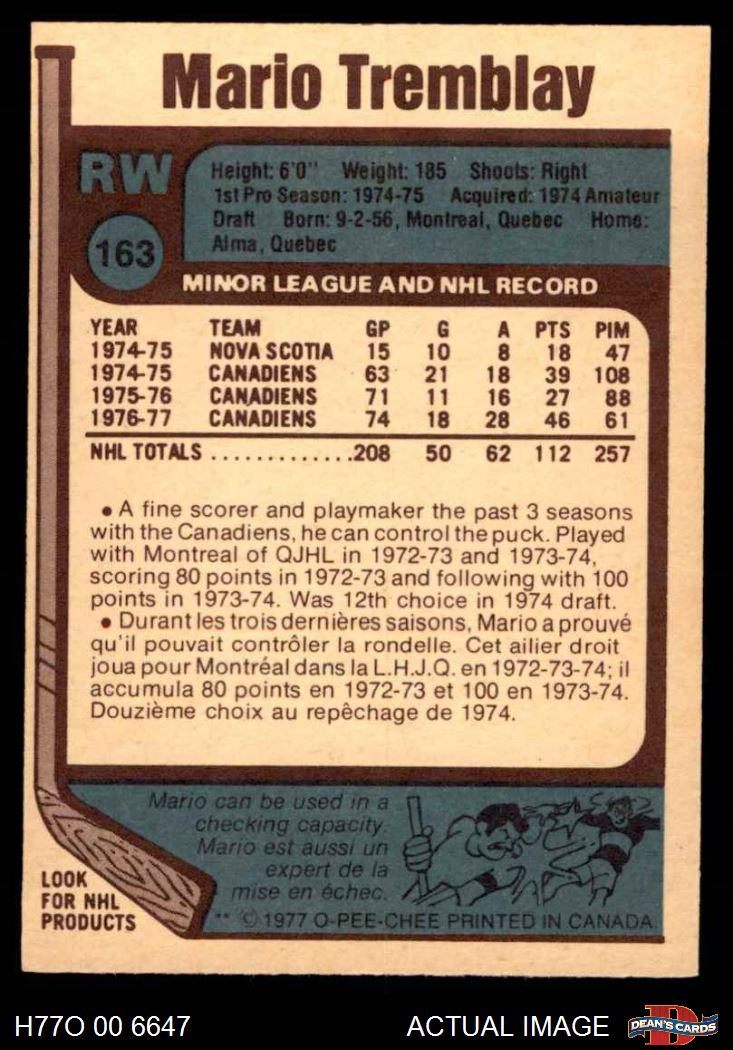 Mario Tremblay
RW
163
Height: 6'0" Weight: 185 Shoots: Right
1st Pro Season: 1974-75 Acquired: 1974 Amateur
Draft Born: 9-2-56, Montreal, Quebec Home:
Alma, Quebec
MINOR LEAGUE AND NHL RECORD
YEAR TEAM GP G A PTS PIM
1974-75 NOVA SCOTIA 15 10 8 18 47
1974-75 CANADIENS 63 21 18 39 108
1975-76 CANADIENS 71 11 16 27 88
1976-77 CANADIENS 74 18 28 46 61
NHL TOTALS .............208 50 62 112 257
• A fine scorer and playmaker the past 3 seasons
with the Canadiens, he can control the puck. Played
with Montreal of QJHL in 1972-73 and 1973-74,
scoring 80 points in 1972-73 and following with 100
points in 1973-74. Was 12th choice in 1974 draft.
• Durant les trois dernières saisons, Mario a prouvé
qu'il pouvait contrôler la rondelle. Cet ailier droit
joua pour Montréal dans la L.H.J.Q. en 1972-73-74; il
accumula 80 points en 1972-73 et 100 en 1973-74.
Douzième choix au repêchage de 1974.
Mario can be used in a
checking capacity.
Mario est aussi un
expert de la
mise en échec.
LOOK
FOR NHL
PRODUCTS
** © 1977 O-PEE-CHEE PRINTED IN CANADA
H77O 00 6647
ACTUAL IMAGE
D
DEAN'S CARDS